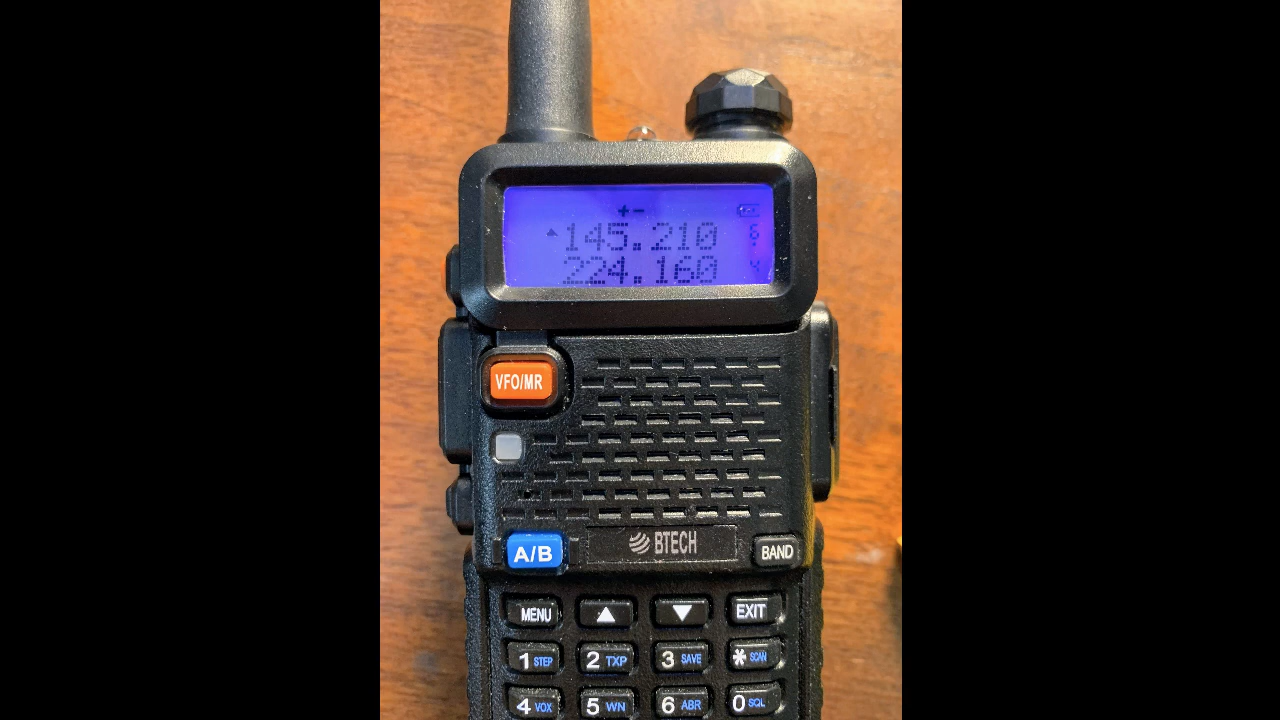 +-
145.210
224.160
VFO/MR
BTECH
A/B
BAND
MENU ▲ ▼ EXIT
1 STEP 2 TXP 3 SAVE * SCAN
4 VOX 5 WN 6 ABR 0 SQL